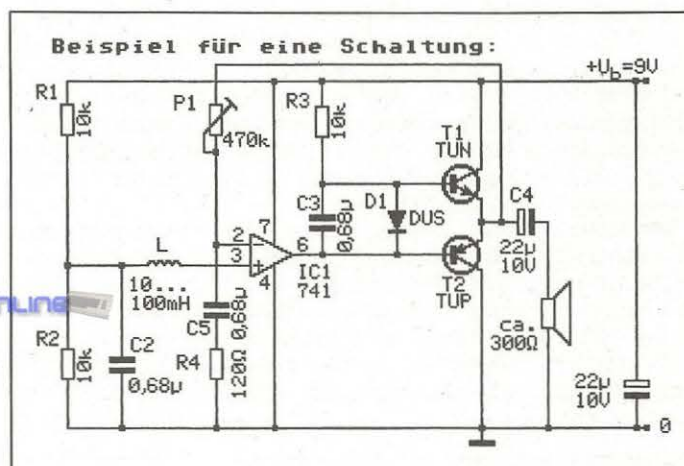 Beispiel für eine Schaltung:
+Ub=9V
R1
10k
P1
470k
R3
10k
T1
TUN
C4
C3
0,68µ
D1
DUS
22µ
10V
2
3
7
6
4
IC1
741
T2
TUP
L
10...
100mH
NLINE
R2
10k
C2
0,68µ
C5
0,68µ
R4
120Ω
ca.
300Ω
22µ
10V
0